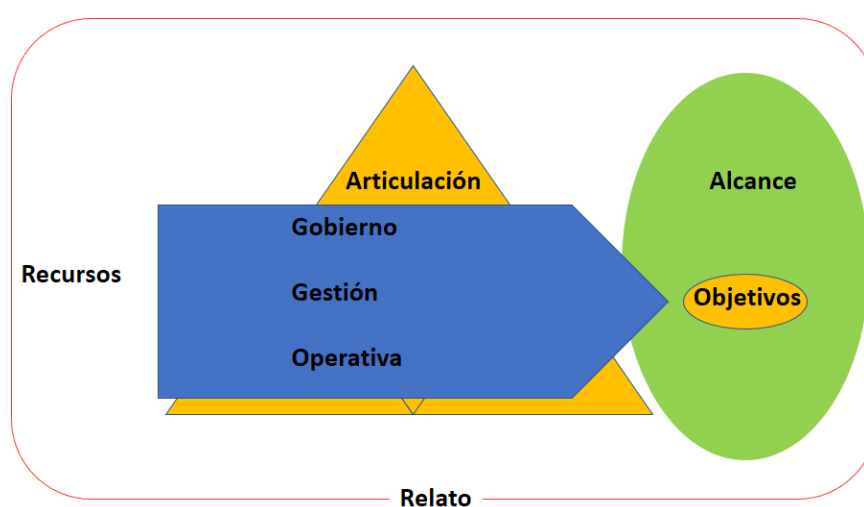 Articulación
Alcance
Gobierno
Recursos
Gestión
Objetivos
Operativa
Relato